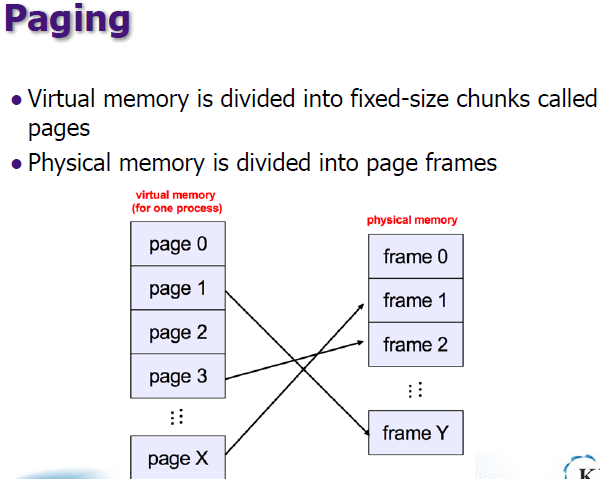 Paging
● Virtual memory is divided into fixed-size chunks called
pages
● Physical memory is divided into page frames
virtual memory
(for one process)
page 0
page 1
page 2
page 3
page X
physical memory
frame 0
frame 1
frame 2
frame Y
K